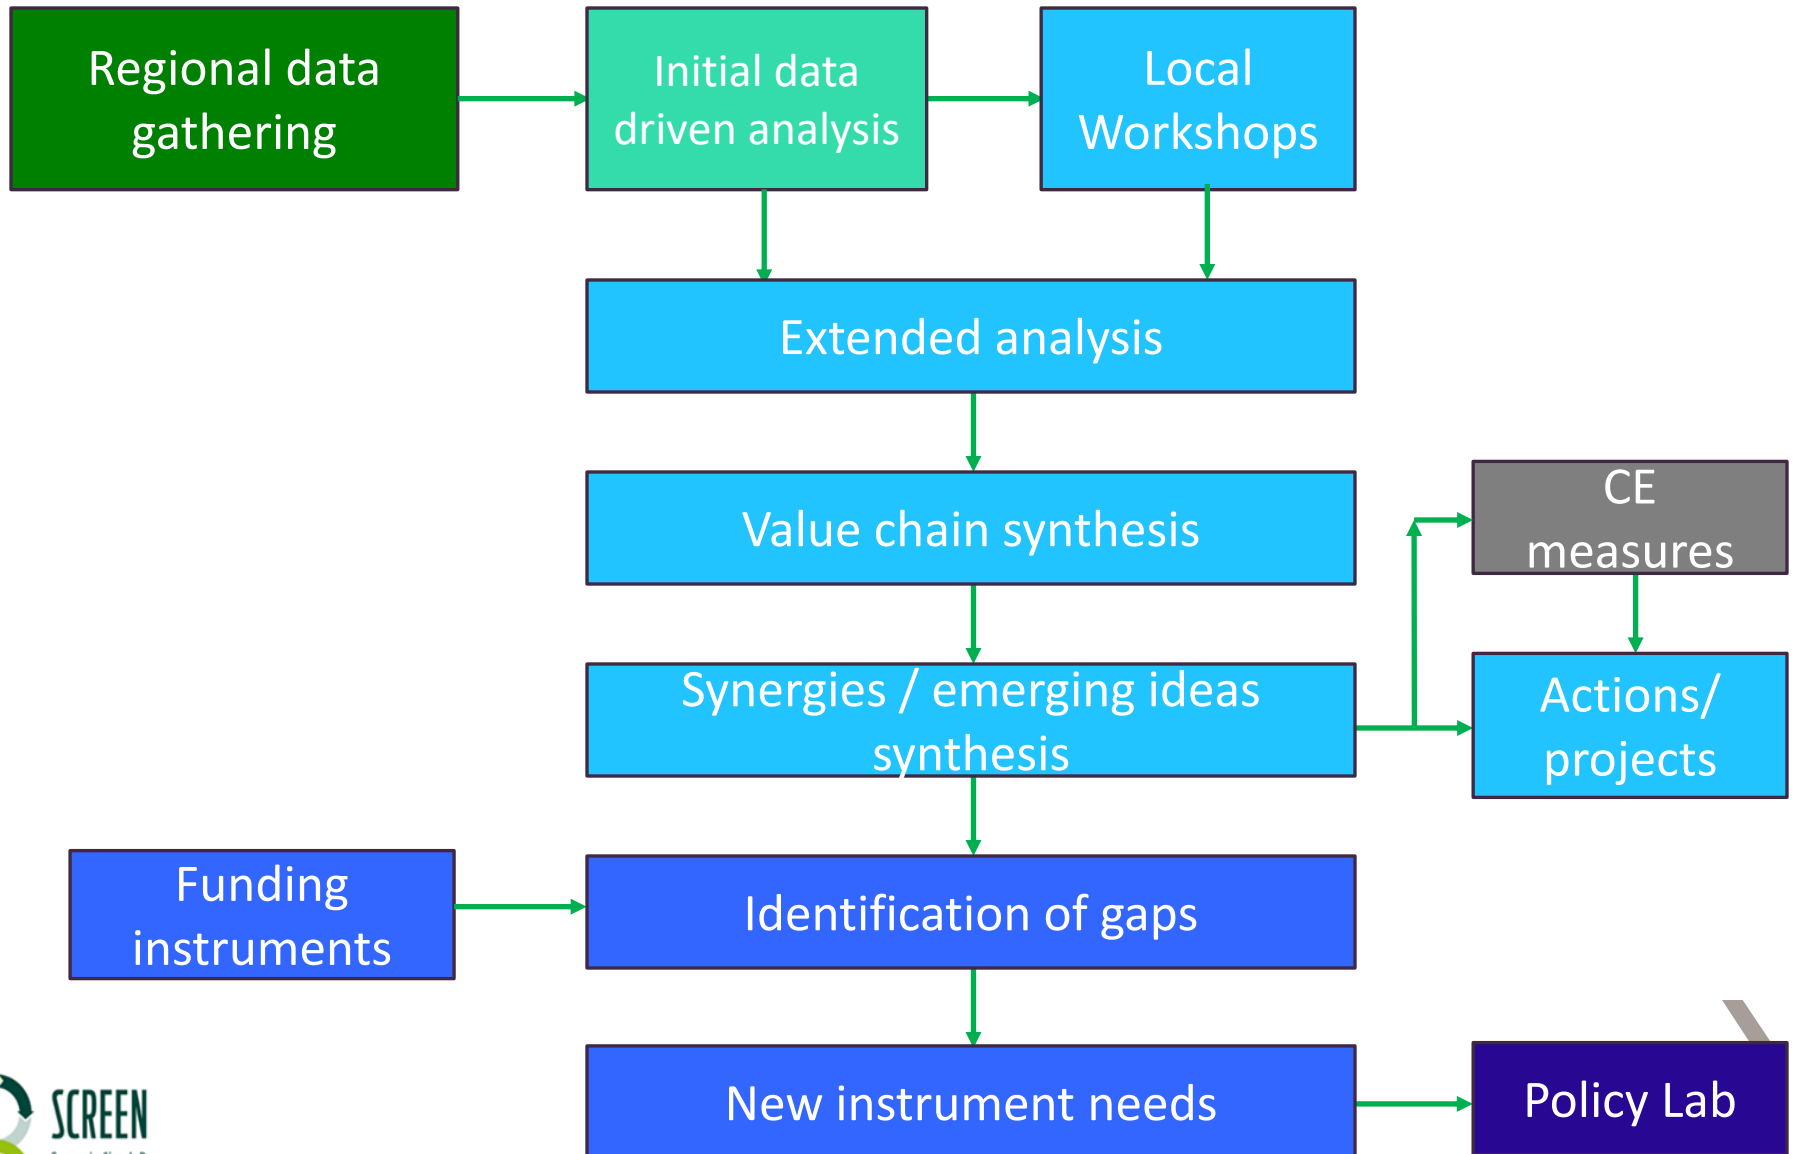 Regional data
gathering
Initial data
driven analysis
Local
Workshops
Extended analysis
Value chain synthesis
CE
measures
Synergies / emerging ideas
synthesis
Actions/
projects
Funding
instruments
Identification of gaps
New instrument needs
Policy Lab
SCREEN